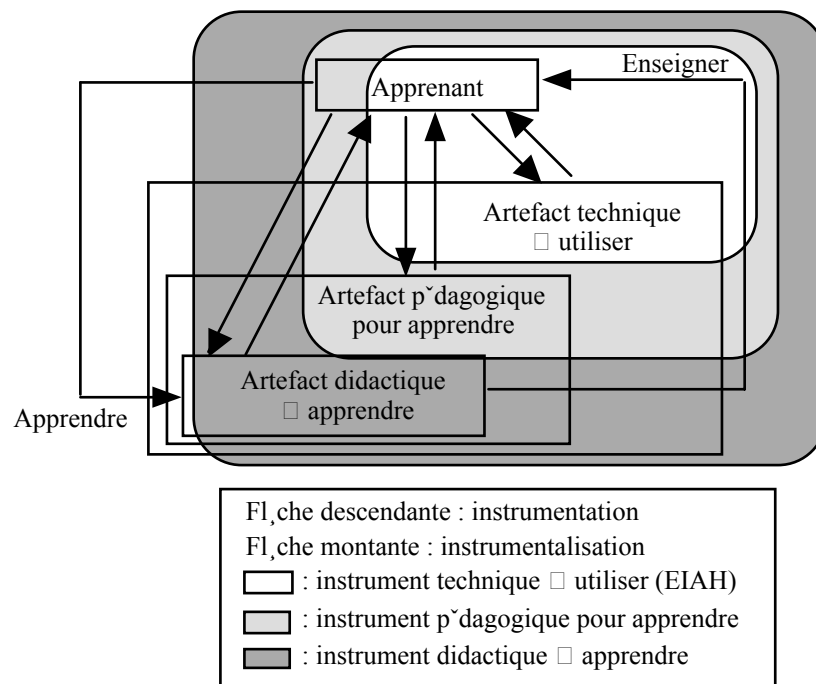 Enseigner
Apprenant
Artefact technique
□ utiliser
Artefact pˇdagogique
pour apprendre
Artefact didactique
□ apprendre
Apprendre
Fl¸che descendante : instrumentation
Fl¸che montante : instrumentalisation
: instrument technique □ utiliser (EIAH)
: instrument pˇdagogique pour apprendre
: instrument didactique □ apprendre